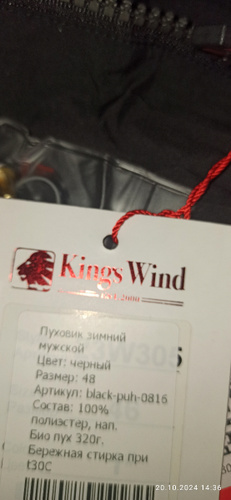 Kings Wind
Пуховик зимний
мужской
Цвет: черный
Размер: 48
Артикул: black-puh-0816
Состав: 100%
полиэстер, нап.
Био пух 320г.
Бережная стирка при
t30C
20.10.2024 14:36